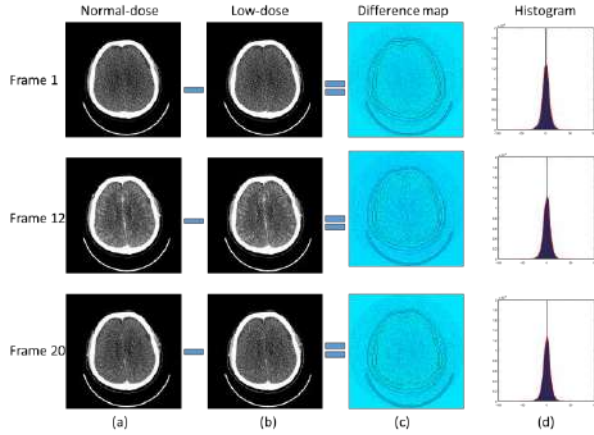 Normal-dose Low-dose Difference map Histogram
Frame 1
Frame 12
Frame 20
(a) (b) (c) (d)